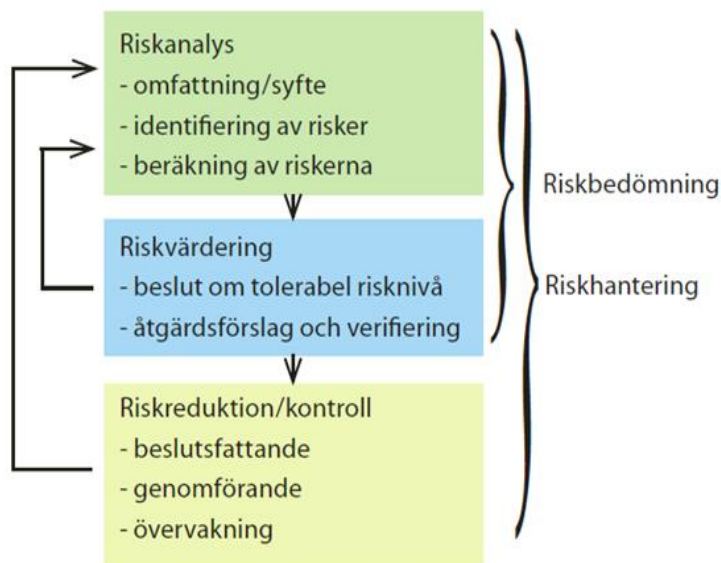 Riskanalys
- omfattning/syfte
- identifiering av risker
- beräkning av riskerna
Riskvärdering
- beslut om tolerabel risknivå
- åtgärdsförslag och verifiering
Riskreduktion/kontroll
- beslutsfattande
- genomförande
- övervakning
Riskbedömning
Riskhantering